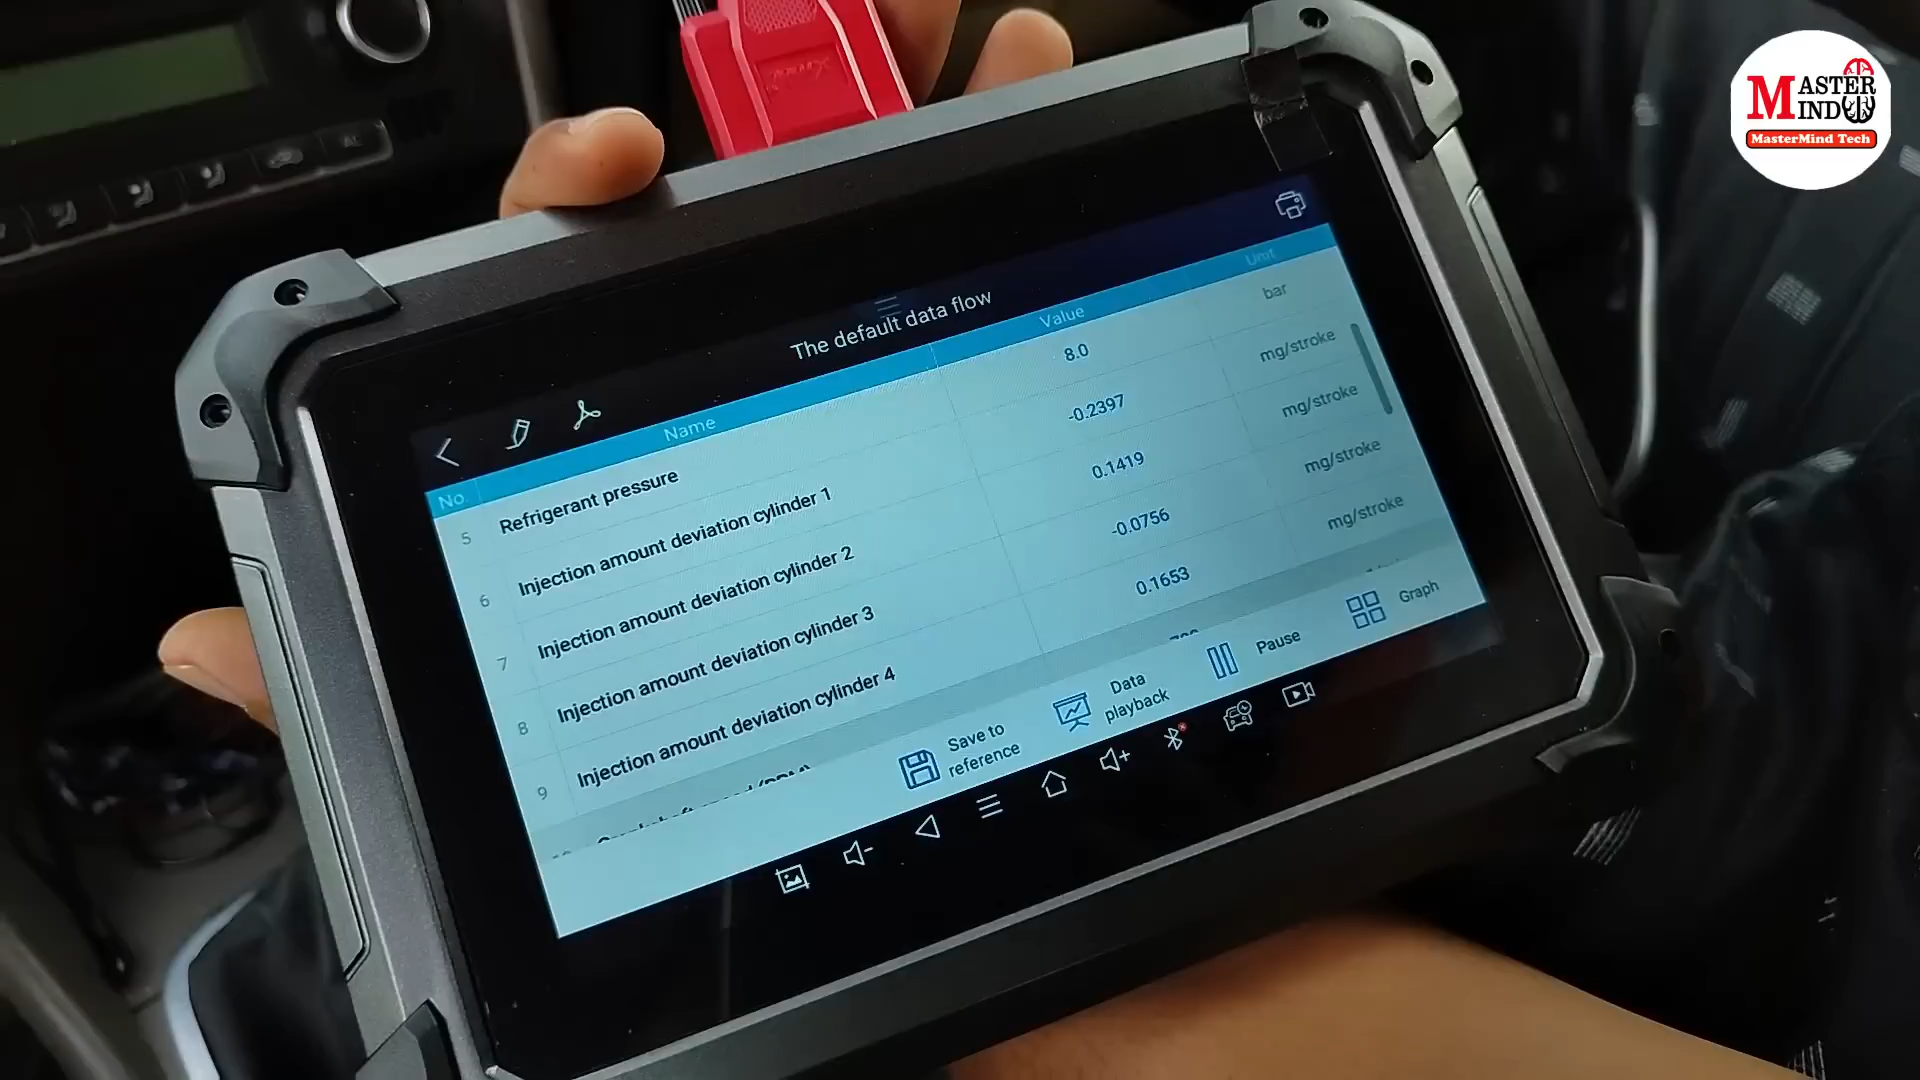 MASTER
MIND
MasterMind Tech
AC
The default data flow
No. Name Value Unit
5 Refrigerant pressure 8.0 bar
6 Injection amount deviation cylinder 1 -0.2397 mg/stroke
7 Injection amount deviation cylinder 2 0.1419 mg/stroke
8 Injection amount deviation cylinder 3 -0.0756 mg/stroke
9 Injection amount deviation cylinder 4 0.1653 mg/stroke
Save to
reference
Data
playback
Pause
Graph